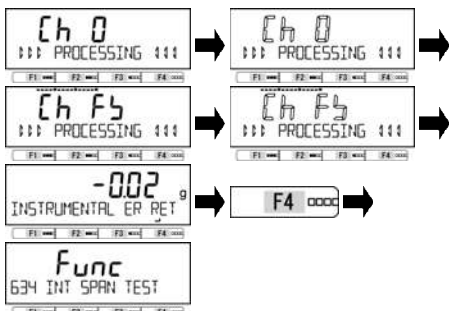 Ch 0
PROCESSING
F1 F2 F3 F4
Ch 0
PROCESSING
F1 F2 F3 F4
Ch FS
PROCESSING
F1 F2 F3 F4
Ch FS
PROCESSING
F1 F2 F3 F4
-0.02 g
INSTRUMENTAL ER RET
F1 F2 F3 F4
F4
Func
634 INT SPAN TEST